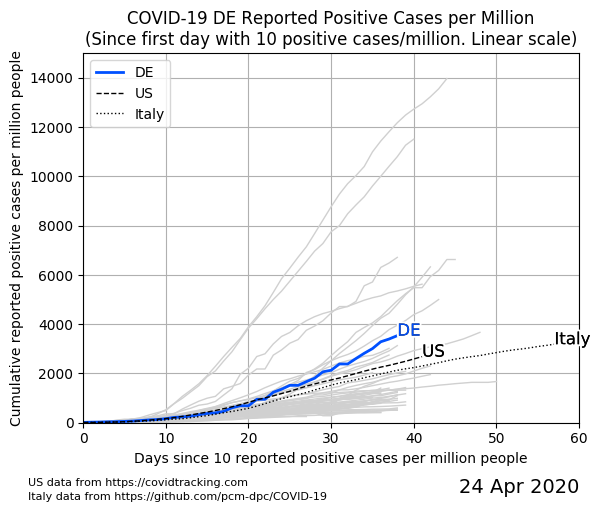 COVID-19 DE Reported Positive Cases per Million
(Since first day with 10 positive cases/million. Linear scale)
Cumulative reported positive cases per million people
14000
12000
10000
8000
6000
4000
2000
0
DE
US
Italy
DE
US
Italy
0 10 20 30 40 50 60
Days since 10 reported positive cases per million people
US data from https://covidtracking.com
Italy data from https://github.com/pcm-dpc/COVID-19
24 Apr 2020